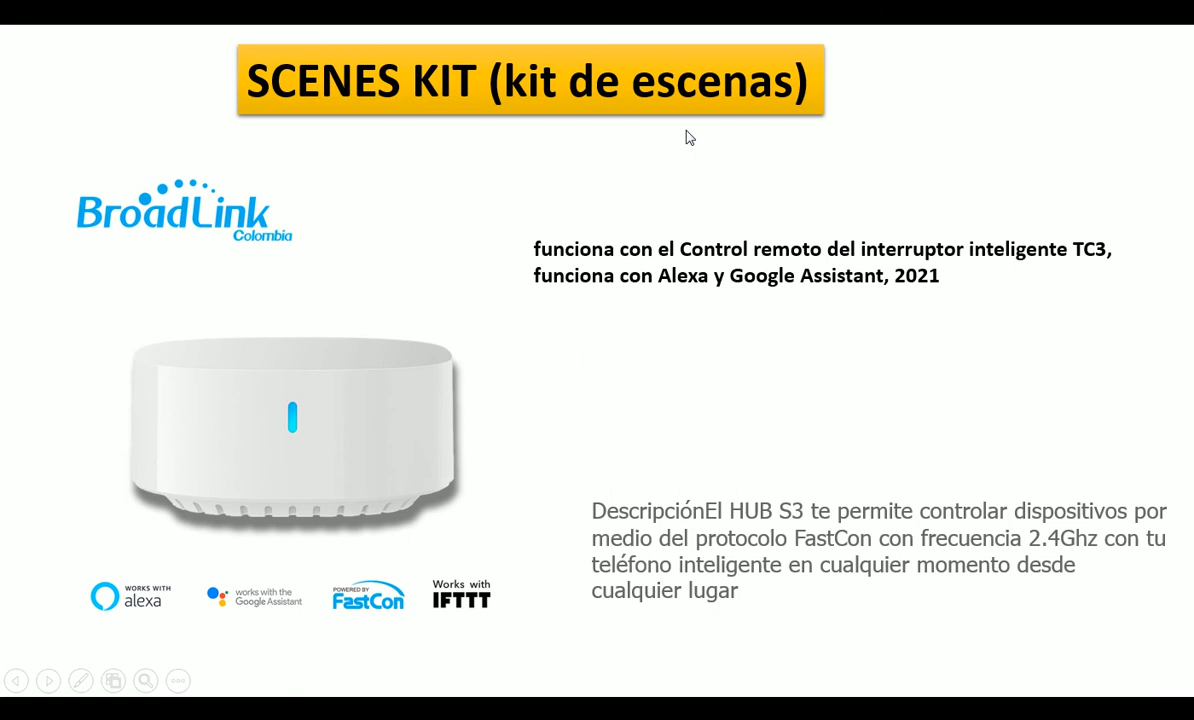 SCENES KIT (kit de escenas)
BroadLink
Colombia
funciona con el Control remoto del interruptor inteligente TC3,
funciona con Alexa y Google Assistant, 2021
DescripciónEl HUB S3 te permite controlar dispositivos por
medio del protocolo FastCon con frecuencia 2.4Ghz con tu
teléfono inteligente en cualquier momento desde
cualquier lugar
WORKS WITH
alexa
works with the
Google Assistant
POWERED BY
FastCon
Works with
IFTTT